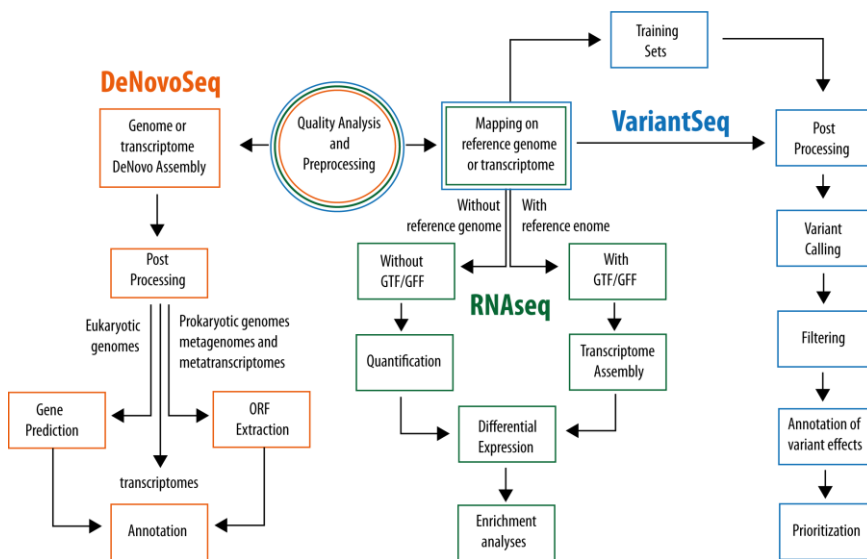 Training
Sets
DeNovoSeq
Genome or
transcriptome
DeNovo Assembly
Quality Analysis
and
Preprocessing
Mapping on
reference genome
or transcriptome
VariantSeq
Post
Processing
Without
reference genome
With
reference enome
Variant
Calling
Post
Processing
Without
GTF/GFF
With
GTF/GFF
RNAseq
Eukaryotic
genomes
Prokaryotic genomes
metagenomes and
metatranscriptomes
Quantification
Transcriptome
Assembly
Filtering
Gene
Prediction
ORF
Extraction
Differential
Expression
Annotation of
variant effects
transcriptomes
Annotation
Enrichment
analyses
Prioritization